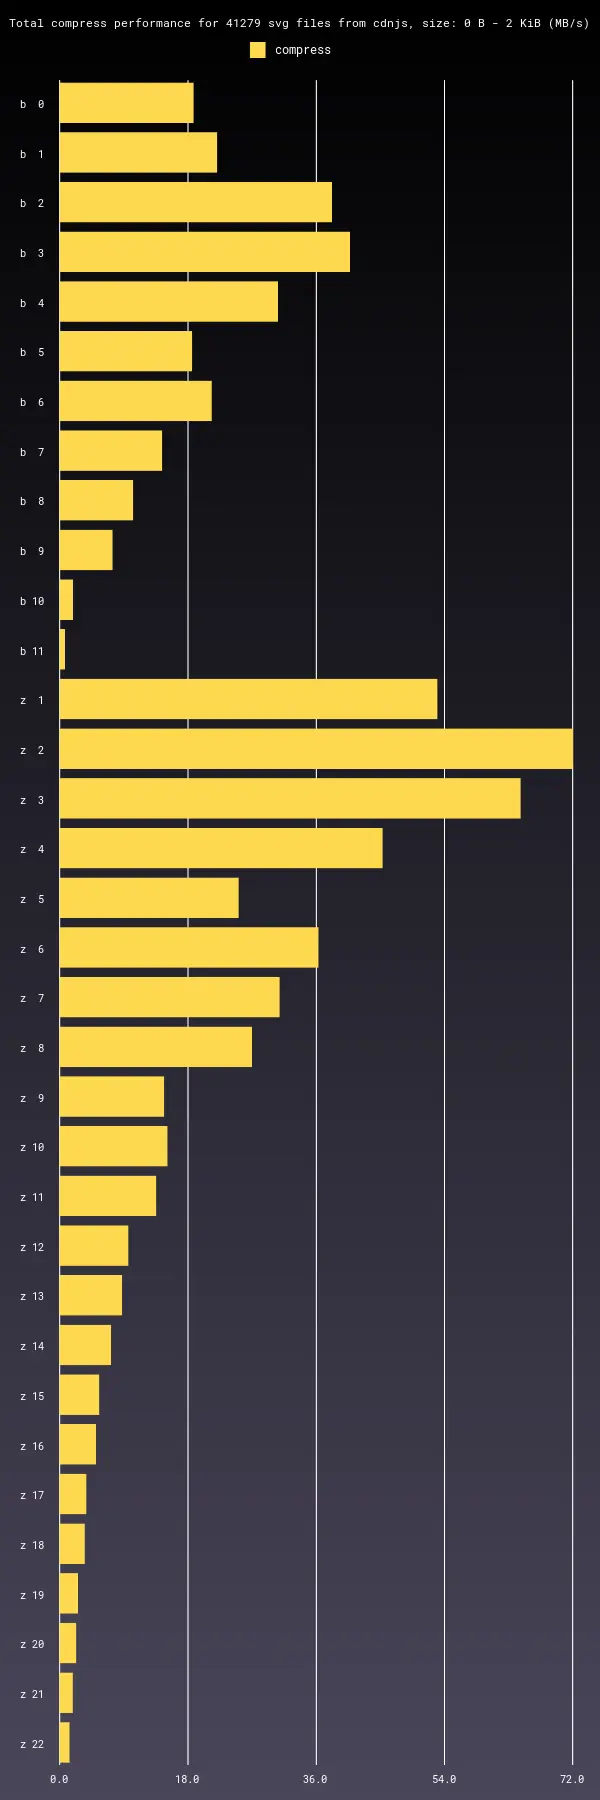 Total compress performance for 41279 svg files from cdnjs, size: 0 B - 2 KiB (MB/s)
compress
b 0
b 1
b 2
b 3
b 4
b 5
b 6
b 7
b 8
b 9
b 10
b 11
z 1
z 2
z 3
z 4
z 5
z 6
z 7
z 8
z 9
z 10
z 11
z 12
z 13
z 14
z 15
z 16
z 17
z 18
z 19
z 20
z 21
z 22
0.0 18.0 36.0 54.0 72.0